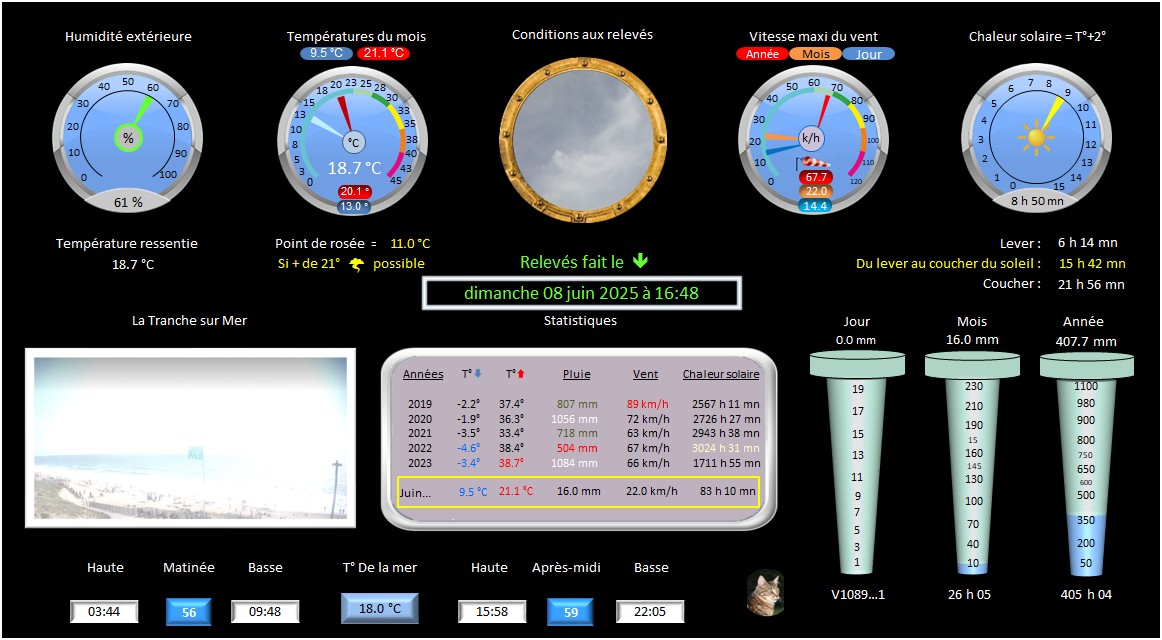 Humidité extérieure
Températures du mois
Conditions aux relevés
Vitesse maxi du vent
Chaleur solaire = T°+2°
9.5 °C 21.1 °C
Année Mois Jour
0 10 20 30 40 50 60 70 80 90 100
%
61 %
0 3 5 8 10 13 15 18 20 23 25 28 30 33 35 38 40 43 45
°C
18.7 °C
20.1 °
13.0 °
0 10 20 30 40 50 60 70 80 90 100 110 120
k/h
67.7
22.0
14.4
0 1 2 3 4 5 6 7 8 9 10 11 12 13 14 15
8 h 50 mn
Température ressentie
18.7 °C
Point de rosée = 11.0 °C
Si + de 21° possible
Relevés fait le
dimanche 08 juin 2025 à 16:48
Lever : 6 h 14 mn
Du lever au coucher du soleil : 15 h 42 mn
Coucher : 21 h 56 mn
La Tranche sur Mer
Statistiques
Années T° T° Pluie Vent Chaleur solaire
2019 -2.2° 37.4° 807 mm 89 km/h 2567 h 11 mn
2020 -1.9° 36.3° 1056 mm 72 km/h 2726 h 27 mn
2021 -3.5° 33.4° 718 mm 63 km/h 2943 h 38 mn
2022 -4.6° 38.4° 504 mm 67 km/h 3024 h 31 mn
2023 -3.4° 38.7° 1084 mm 66 km/h 1711 h 55 mn
Juin... 9.5 °C 21.1 °C 16.0 mm 22.0 km/h 83 h 10 mn
Jour
0.0 mm
19
17
15
13
11
9
7
5
3
1
V1089...1
Mois
16.0 mm
230
210
190
15
160
145
130
100
70
40
10
26 h 05
Année
407.7 mm
1100
980
900
800
750
650
600
500
350
200
50
405 h 04
Haute Matinée Basse T° De la mer Haute Après-midi Basse
03:44 56 09:48 18.0 °C 15:58 59 22:05